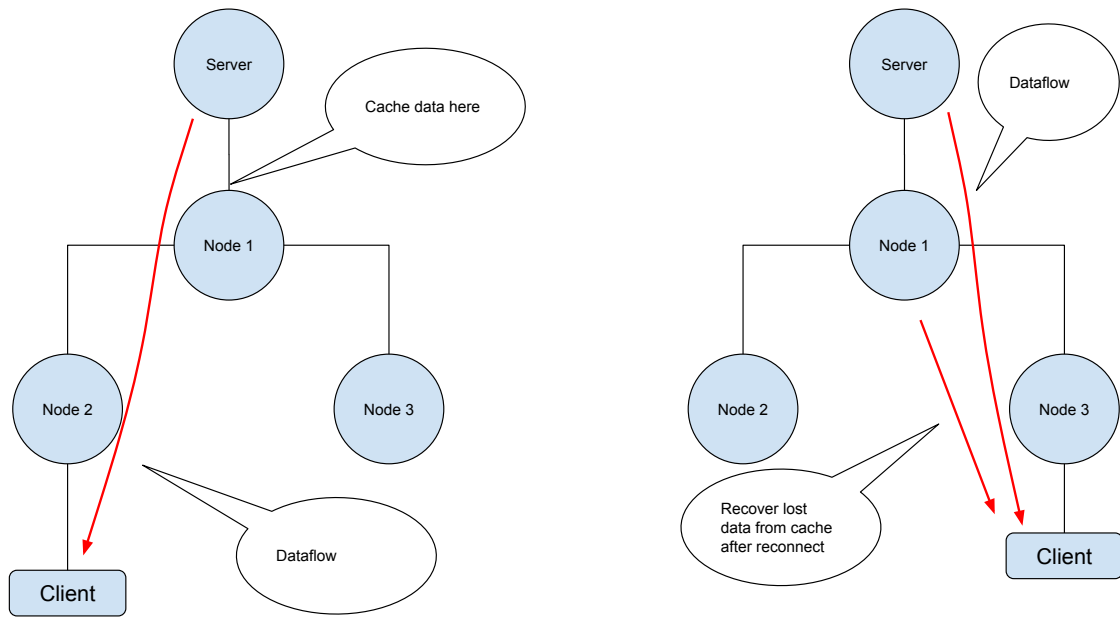 Server
Cache data here
Node 1
Node 2
Node 3
Dataflow
Client
Server
Dataflow
Node 1
Node 2
Node 3
Recover lost
data from cache
after reconnect
Client